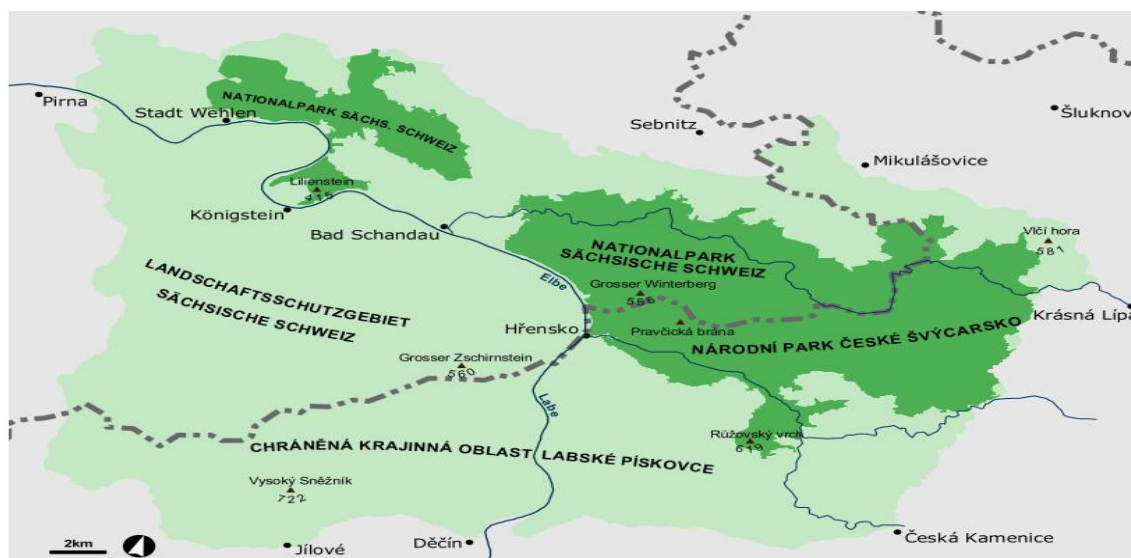 Pirna
Stadt Wehlen
NATIONALPARK SÄCHS. SCHWEIZ
Sebnitz
Šluknov
Mikulášovice
Lilienstein
415
Königstein
Bad Schandau
Vlčí hora
581
NATIONALPARK
SÄCHSISCHE SCHWEIZ
LANDSCHAFTSSCHUTZGEBIET
SÄCHSISCHE SCHWEIZ
Elbe
Grosser Winterberg
556
Krásná Lípa
Hřensko
Pravčická brána
NÁRODNÍ PARK ČESKÉ ŠVÝCARSKO
Grosser Zschirnstein
560
Labe
Růžovský vrch
619
CHRÁNĚNÁ KRAJINNÁ OBLAST LABSKÉ PÍSKOVCE
Vysoký Sněžník
722
2km
Jílové
Děčín
Česká Kamenice